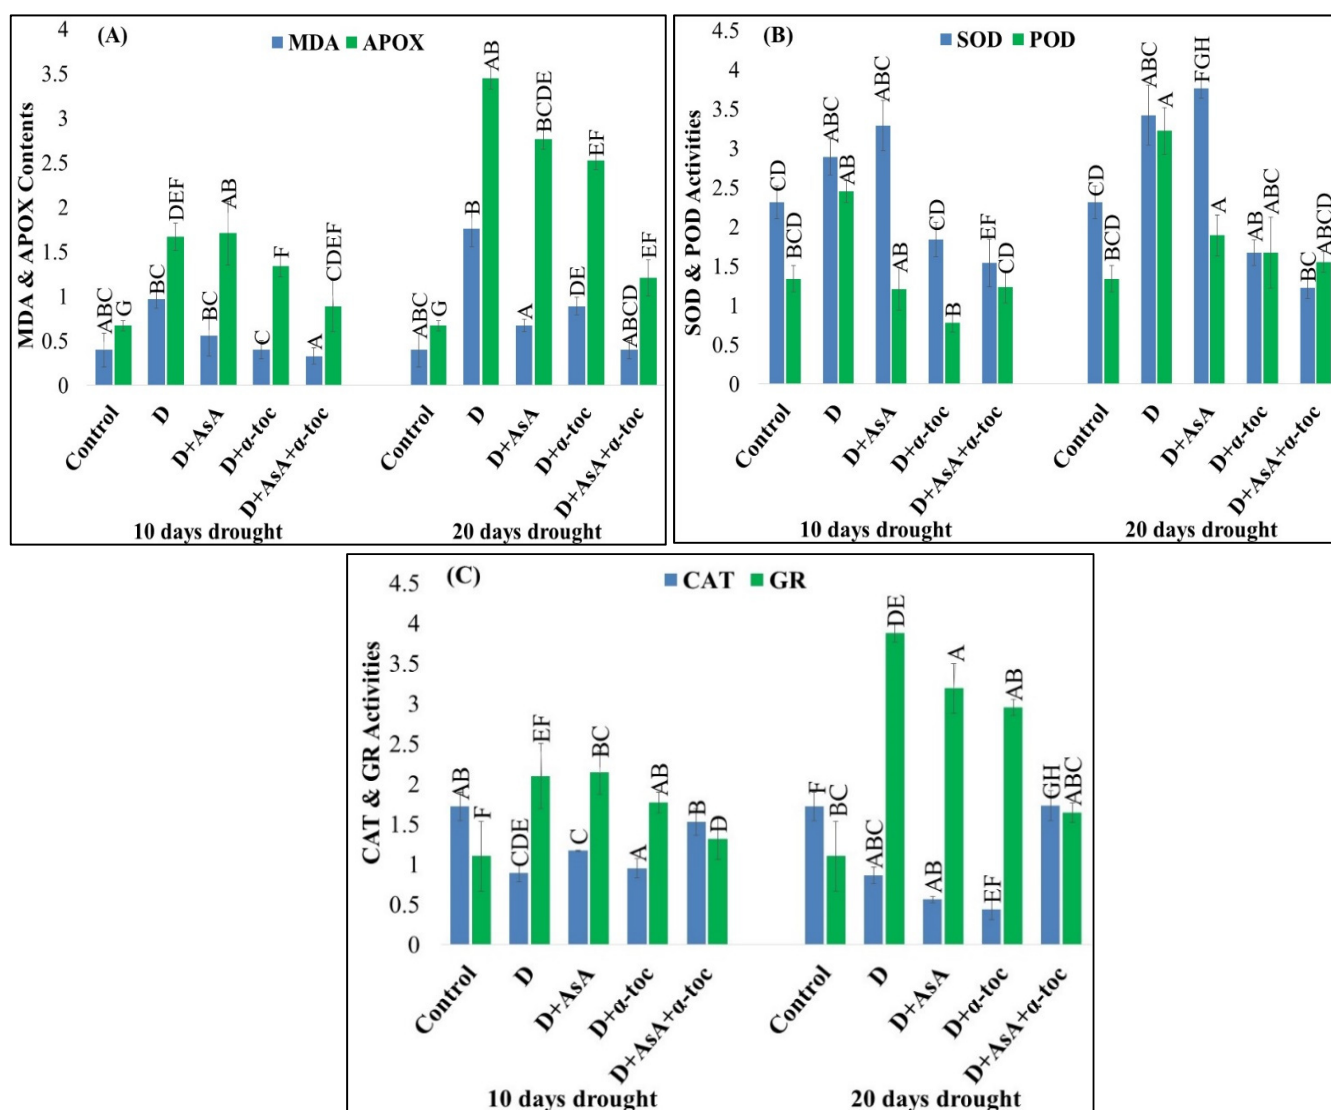 (A)
MDA APOX
MDA & APOX Contents
4
3.5
3
2.5
2
1.5
1
0.5
0
ABC G BC DEF BC AB C F A CDEF
ABC G B AB A BCDE DE EF ABCD EF
Control D D+AsA D+α-toc D+AsA+α-toc
Control D D+AsA D+α-toc D+AsA+α-toc
10 days drought 20 days drought
(B)
SOD POD
SOD & POD Activities
4.5
4
3.5
3
2.5
2
1.5
1
0.5
0
CD BCD ABC AB ABC AB CD B EF CD
CD BCD ABC A FGH A AB ABC BC ABCD
Control D D+AsA D+α-toc D+AsA+α-toc
Control D D+AsA D+α-toc D+AsA+α-toc
10 days drought 20 days drought
(C)
CAT GR
CAT & GR Activities
4.5
4
3.5
3
2.5
2
1.5
1
0.5
0
AB F CDE EF C BC A AB B D
F BC ABC DE AB A EF AB GH ABC
Control D D+AsA D+α-toc D+AsA+α-toc
Control D D+AsA D+α-toc D+AsA+α-toc
10 days drought 20 days drought